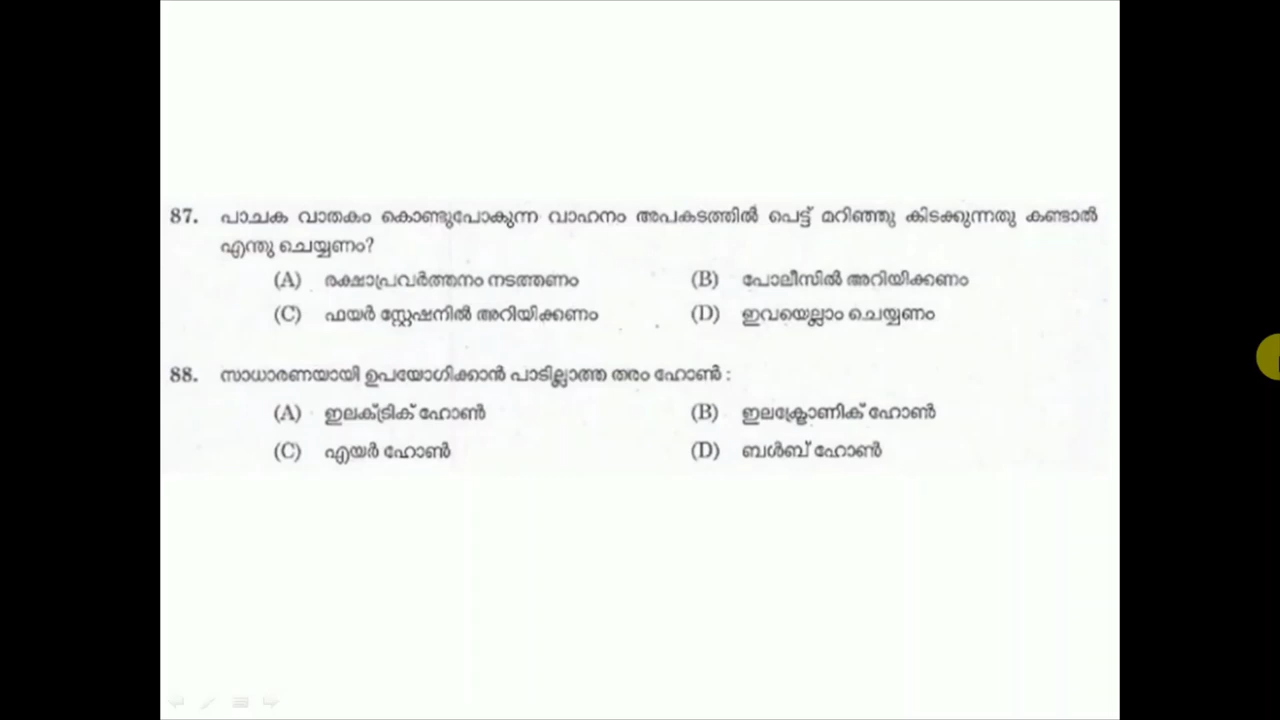 87. പാചക വാതകം കൊണ്ടുപോകുന്ന വാഹനം അപകടത്തിൽ പെട്ട് മറിഞ്ഞു കിടക്കുന്നതു കണ്ടാൽ
എന്തു ചെയ്യണം?
(A) രക്ഷാപ്രവർത്തനം നടത്തണം (B) പോലീസിൽ അറിയിക്കണം
(C) ഫയർ സ്റ്റേഷനിൽ അറിയിക്കണം (D) ഇവയെല്ലാം ചെയ്യണം
88. സാധാരണയായി ഉപയോഗിക്കാൻ പാടില്ലാത്ത തരം ഹോൺ :
(A) ഇലക്ട്രിക് ഹോൺ (B) ഇലക്ട്രോണിക് ഹോൺ
(C) എയർ ഹോൺ (D) ബൾബ് ഹോൺ